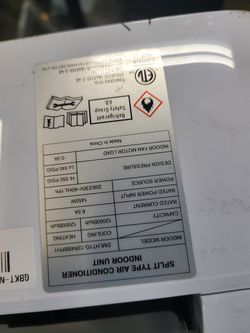 SPLIT TYPE AIR CONDITIONER
INDOOR UNIT
INDOOR MODEL
CAPACITY COOLING HEATING
12000Btu/h 12000Btu/h
RATED CURRENT 6.5 A
RATED POWER INPUT 1450W
POWER SOURCE 208/230V~60Hz 1Ph
DESIGN PRESSURE Hi 550 PSIG
Lo 340 PSIG
INDOOR FAN MOTOR LOAD 0.3A
Made in China
Refrigerant
Safety Group
A2L
GBKT-N